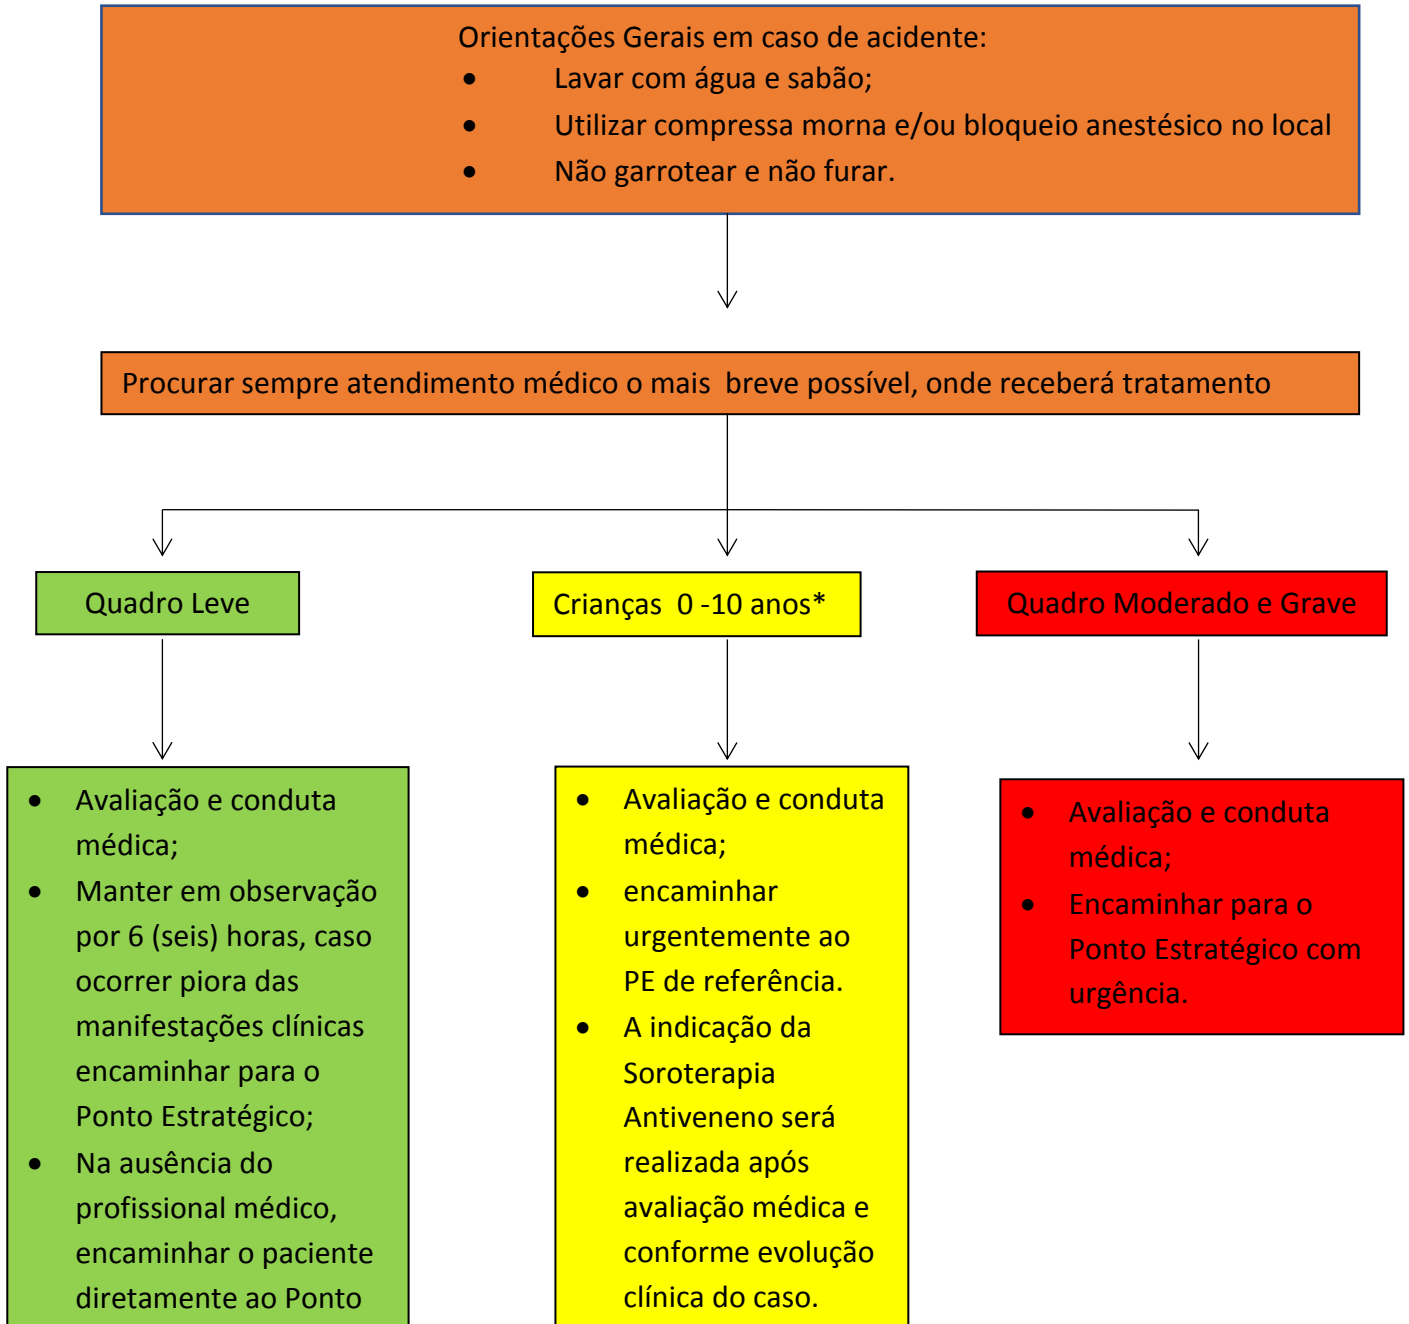 Orientações Gerais em caso de acidente:
• Lavar com água e sabão;
• Utilizar compressa morna e/ou bloqueio anestésico no local
• Não garrotear e não furar.
Procurar sempre atendimento médico o mais  breve possível, onde receberá tratamento
Quadro Leve
Crianças  0 -10 anos*
Quadro Moderado e Grave
• Avaliação e conduta
médica;
• Manter em observação
por 6 (seis) horas, caso
ocorrer piora das
manifestações clínicas
encaminhar para o
Ponto Estratégico;
• Na ausência do
profissional médico,
encaminhar o paciente
diretamente ao Ponto
• Avaliação e conduta
médica;
• encaminhar
urgentemente ao
PE de referência.
• A indicação da
Soroterapia
Antiveneno será
realizada após
avaliação médica e
conforme evolução
clínica do caso.
• Avaliação e conduta
médica;
• Encaminhar para o
Ponto Estratégico com
urgência.